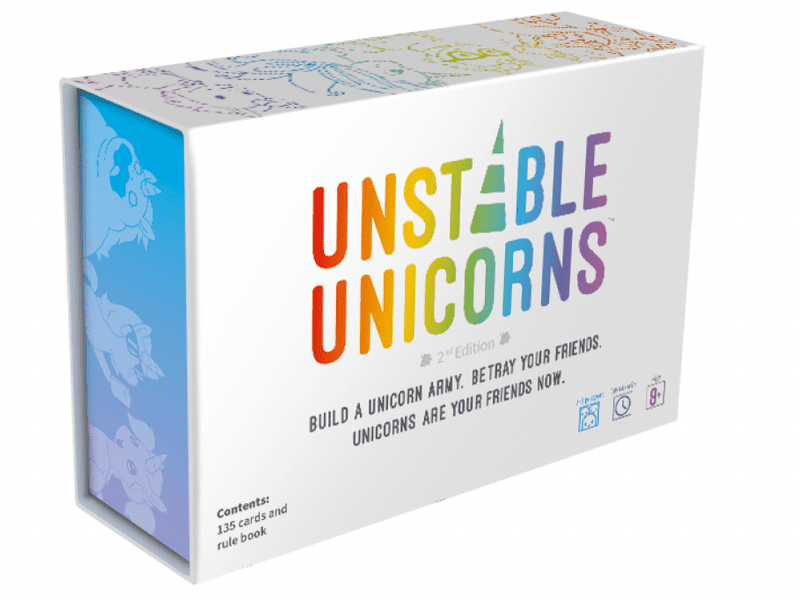 UNSTABLE
UNICORNS™
2nd Edition
BUILD A UNICORN ARMY. BETRAY YOUR FRIENDS.
UNICORNS ARE YOUR FRIENDS NOW.
8+
Contents:
135 cards and
rule book